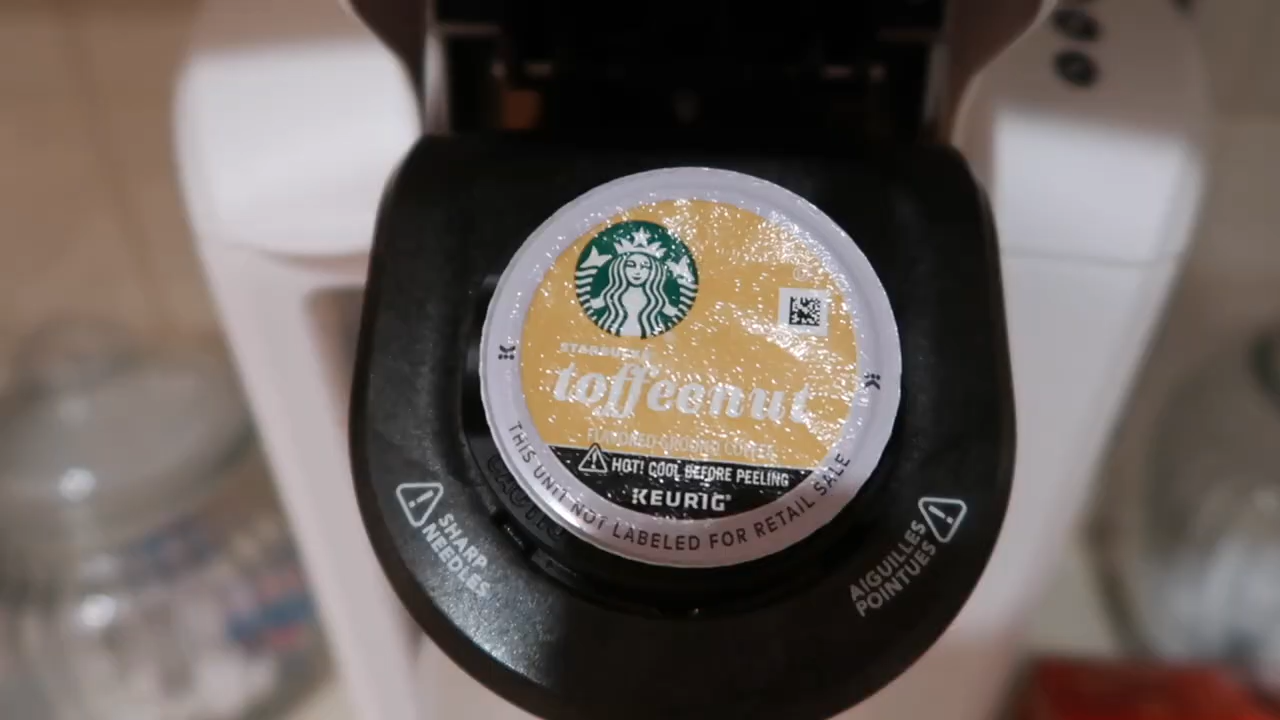 STARBUCKS
toffeenut
FLAVORED GROUND COFFEE
HOT! COOL BEFORE PEELING
KEURIG®
THIS UNIT NOT LABELED FOR RETAIL SALE
SHARP
NEEDLES
AIGUILLES
POINTUES